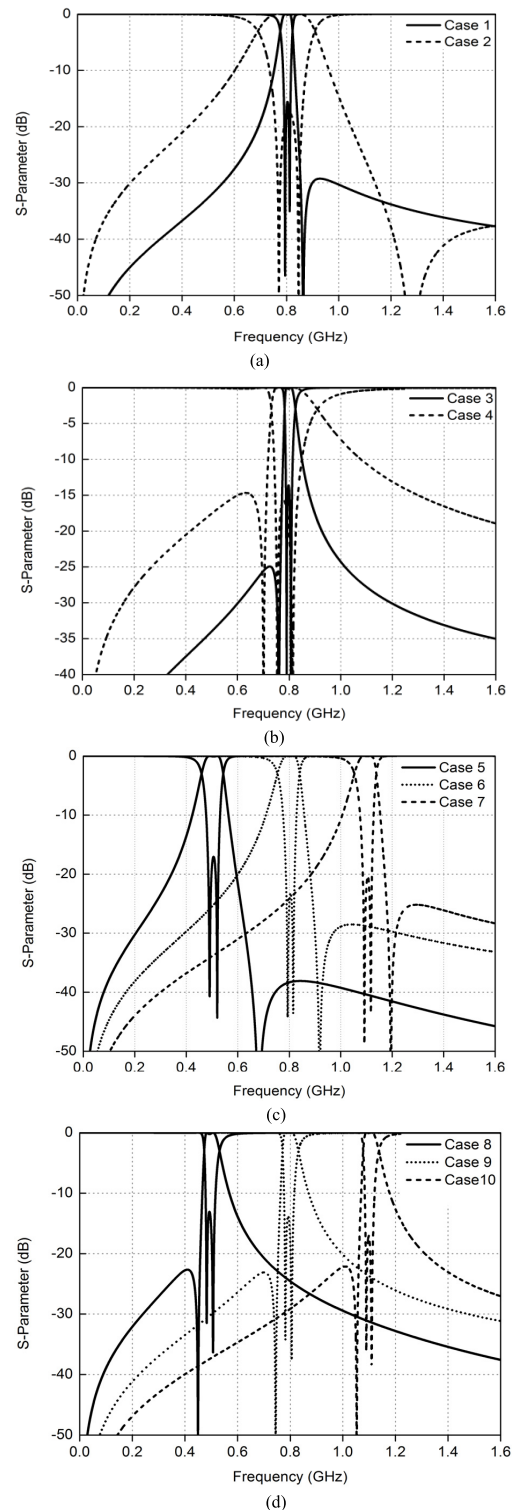 0
-10
-20
-30
-40
-50
S-Parameter (dB)
Case 1
Case 2
0.0 0.2 0.4 0.6 0.8 1.0 1.2 1.4 1.6
Frequency (GHz)
(a)
0
-5
-10
-15
-20
-25
-30
-35
-40
S-Parameter (dB)
Case 3
Case 4
0.0 0.2 0.4 0.6 0.8 1.0 1.2 1.4 1.6
Frequency (GHz)
(b)
0
-10
-20
-30
-40
-50
S-Parameter (dB)
Case 5
Case 6
Case 7
0.0 0.2 0.4 0.6 0.8 1.0 1.2 1.4 1.6
Frequency (GHz)
(c)
0
-10
-20
-30
-40
-50
S-Parameter (dB)
Case 8
Case 9
Case10
0.0 0.2 0.4 0.6 0.8 1.0 1.2 1.4 1.6
Frequency (GHz)
(d)